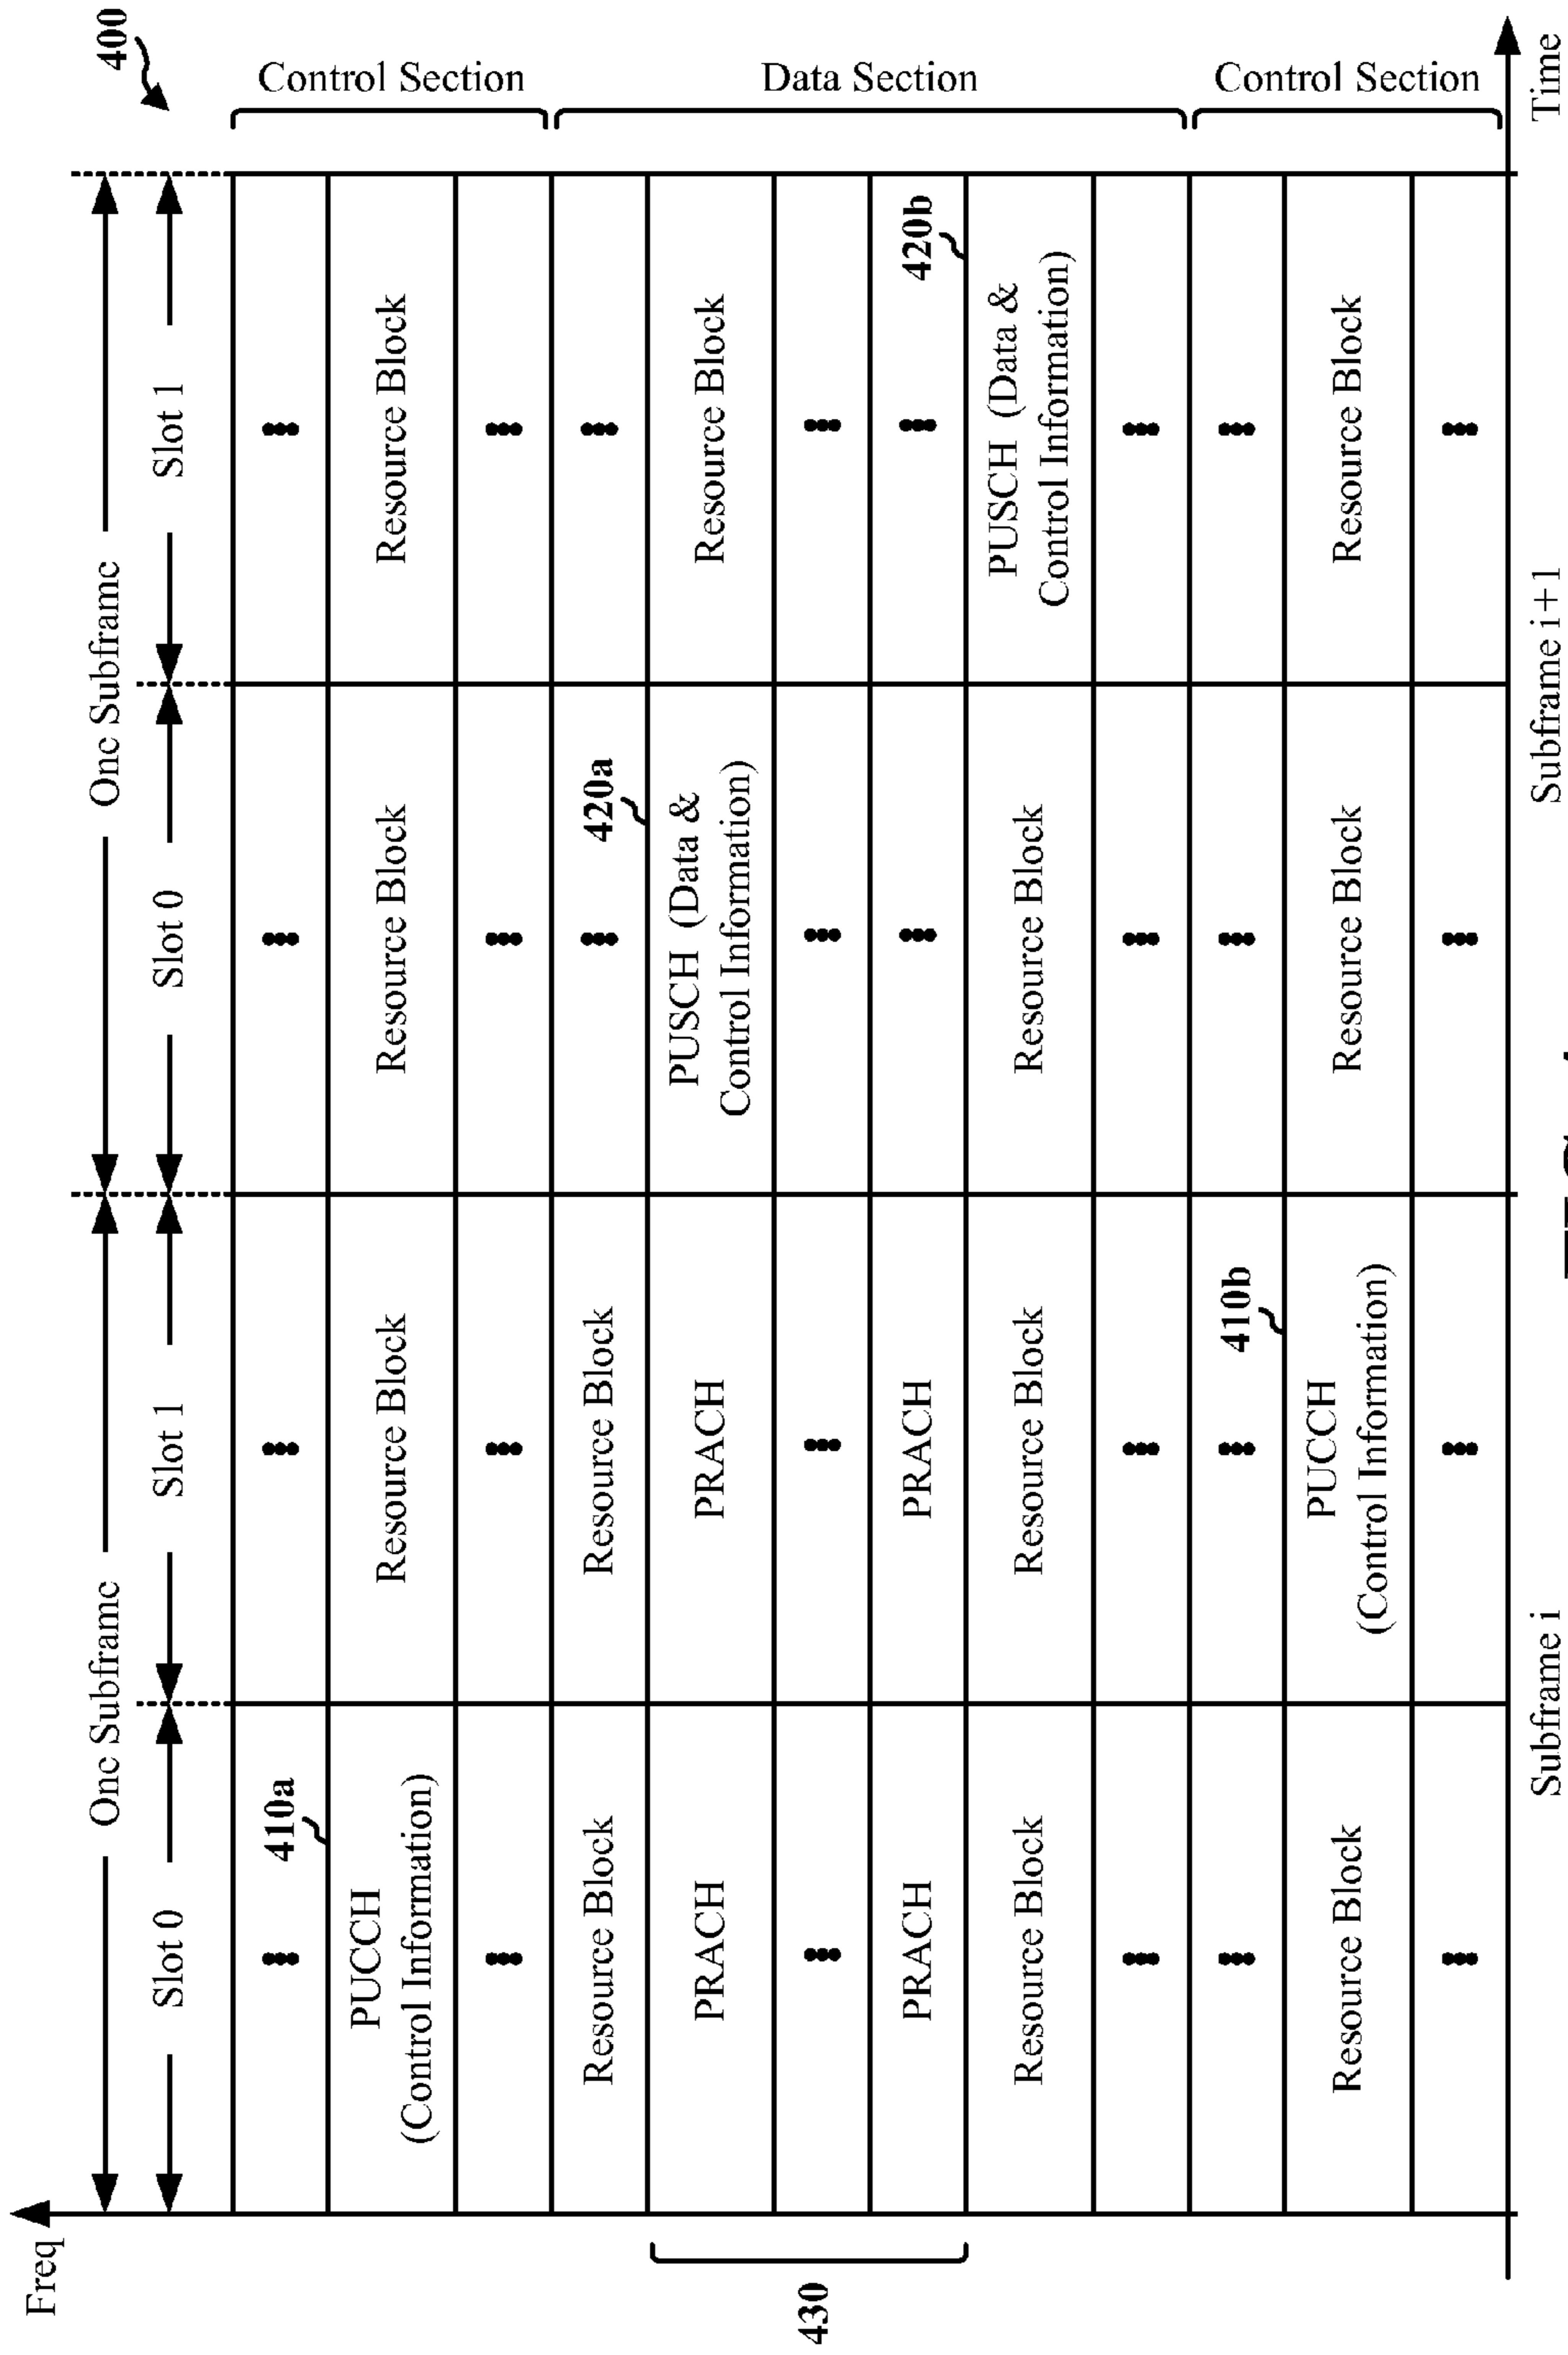 Freq
One Subframe
One Subframe
400
Slot 0
Slot 1
Slot 0
Slot 1
410a
PUCCH
(Control Information)
Resource Block
Resource Block
Resource Block
Control Section
Resource Block
Resource Block
420a
430
PRACH
PRACH
PUSCH (Data &
Control Information)
Resource Block
Data Section
PRACH
PRACH
420b
Resource Block
Resource Block
Resource Block
PUSCH (Data &
Control Information)
410b
Resource Block
PUCCH
(Control Information)
Resource Block
Resource Block
Control Section
Subframe i
Subframe i+1
Time